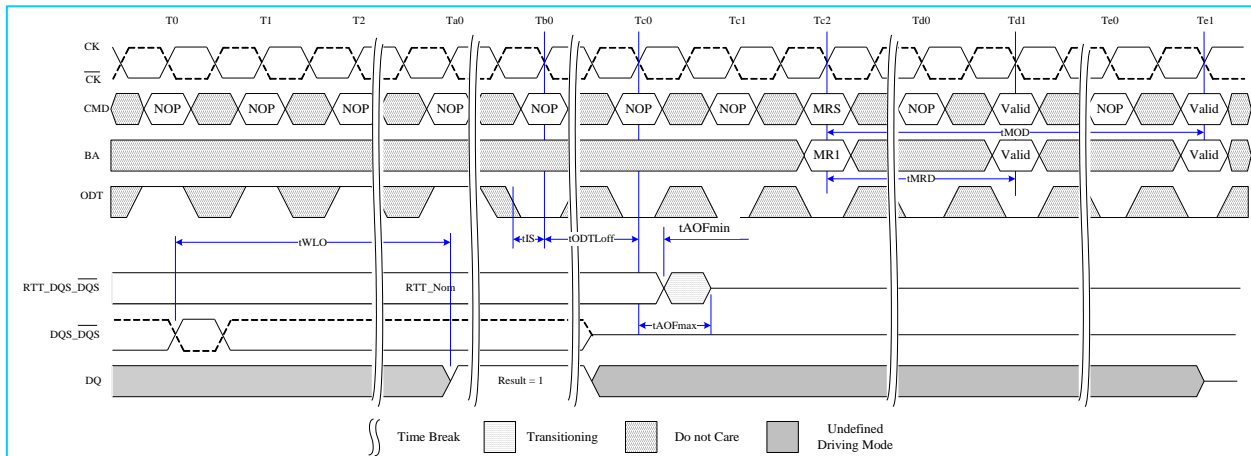 T0 T1 T2 Ta0 Tb0 Tc0 Tc1 Tc2 Td0 Td1 Te0 Te1
CK
CK
CMD NOP NOP NOP NOP NOP NOP NOP MRS NOP Valid NOP Valid
tMOD
BA MR1 Valid Valid
tMRD
ODT
tAOFmin
tWLO tIS tODTLoff
RTT_DQS_DQS RTT_Nom
tAOFmax
DQS_DQS
DQ Result = 1
Time Break Transitioning Do not Care Undefined
Driving Mode